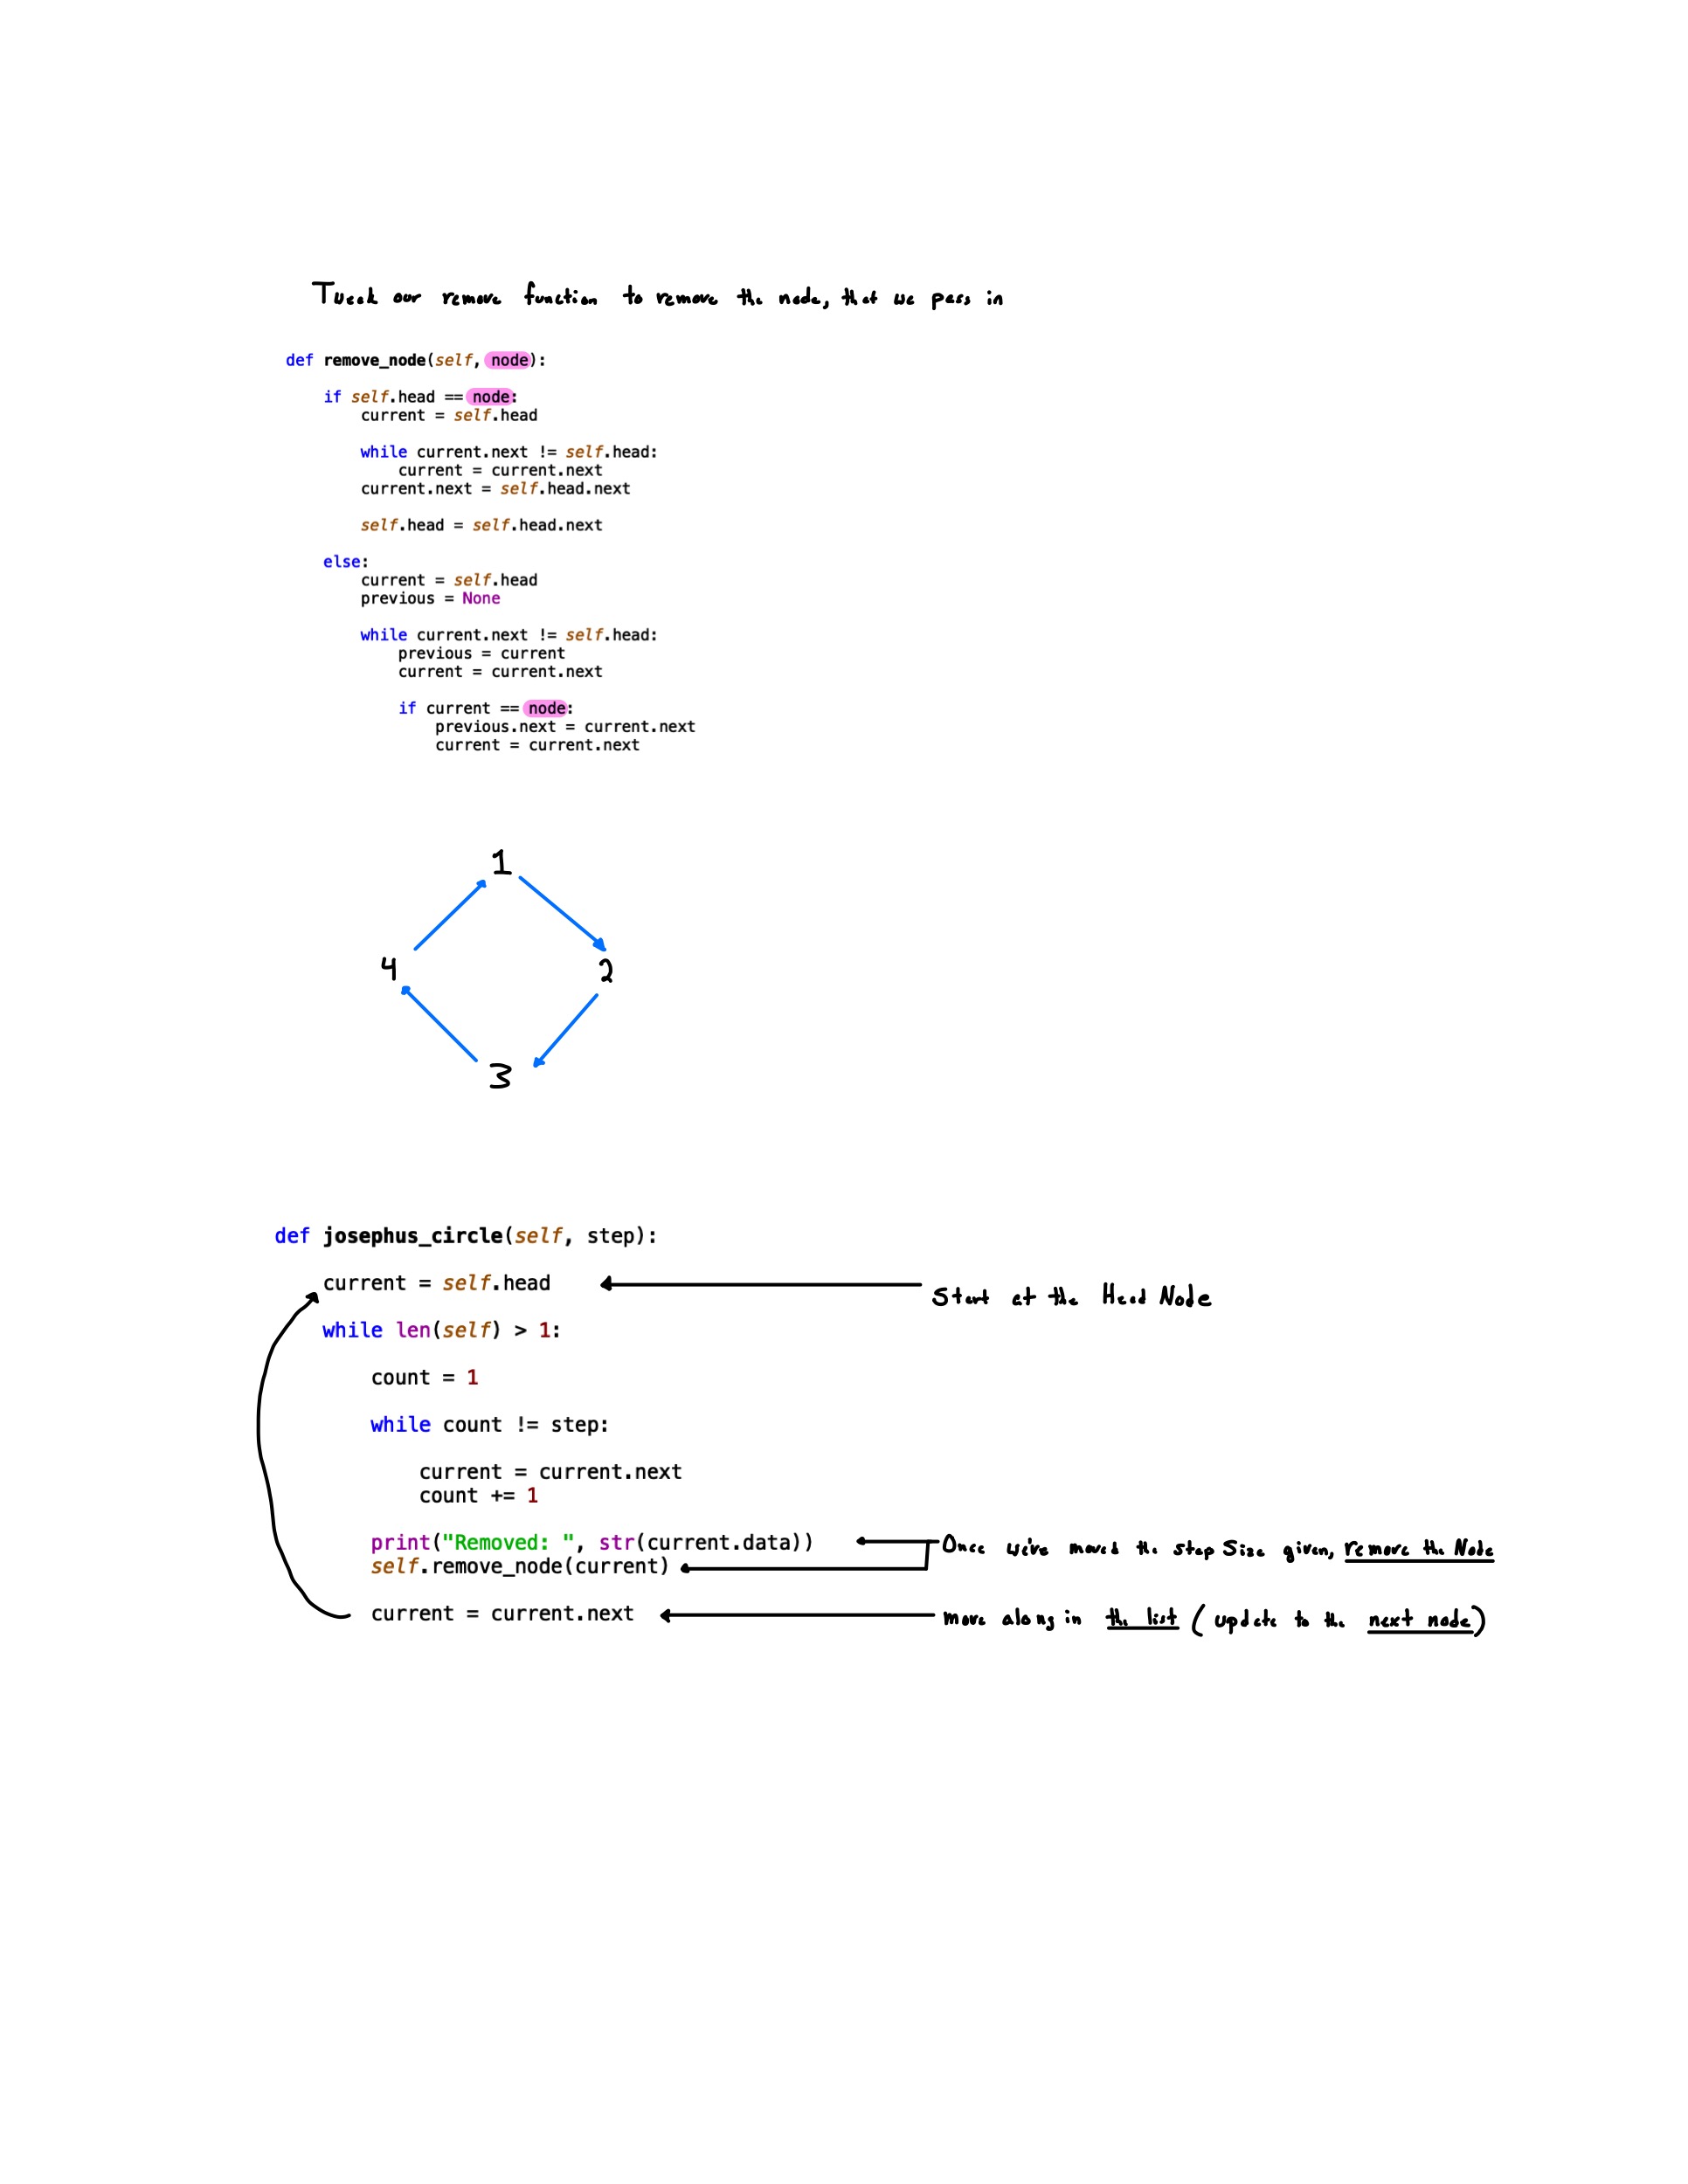 Tweak our remove function to remove the node, that we pass in
def remove_node(self, node):
if self.head == node:
current = self.head
while current.next != self.head:
current = current.next
current.next = self.head.next
self.head = self.head.next
else:
current = self.head
previous = None
while current.next != self.head:
previous = current
current = current.next
if current == node:
previous.next = current.next
current = current.next
1
4 2
3
def josephus_circle(self, step):
current = self.head Start at the Head Node
while len(self) > 1:
count = 1
while count != step:
current = current.next
count += 1
print("Removed: ", str(current.data)) Once we've moved the step size given, remove the Node
self.remove_node(current)
current = current.next move along in the list (update to the next node)